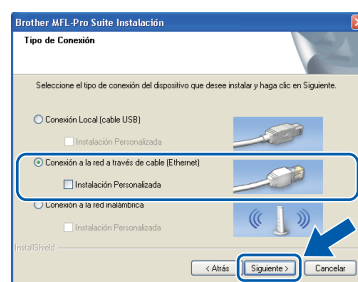 Brother MFL-Pro Suite Instalación
Tipo de Conexión
Seleccione el tipo de conexión del dispositivo que desee instalar y haga clic en Siguiente.
Conexión Local (cable USB)
Instalación Personalizada
Conexión a la red a través de cable (Ethernet)
Instalación Personalizada
Conexión a la red inalámbrica
Instalación Personalizada
InstallShield
< Atrás
Siguiente >
Cancelar